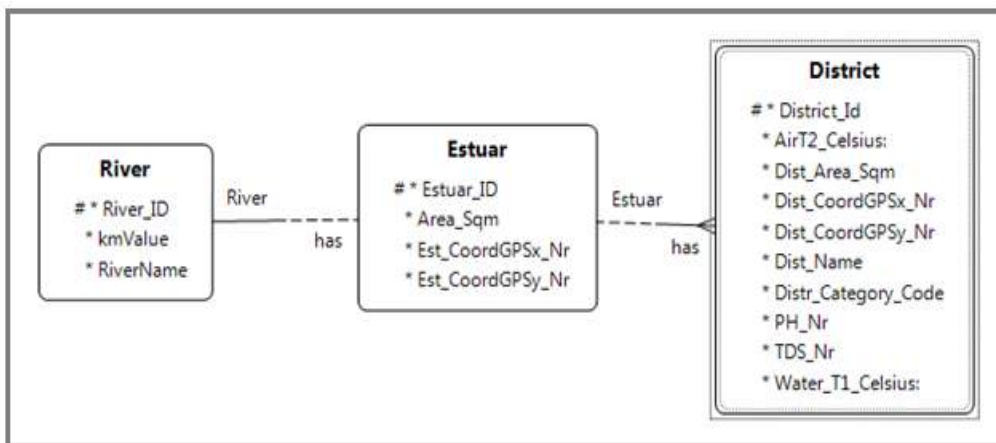 River
# * River_ID
* kmValue
* RiverName
River
has
Estuar
# * Estuar_ID
* Area_Sqm
* Est_CoordGPSx_Nr
* Est_CoordGPSy_Nr
Estuar
has
District
# * District_Id
* AirT2_Celsius:
* Dist_Area_Sqm
* Dist_CoordGPSx_Nr
* Dist_CoordGPSy_Nr
* Dist_Name
* Distr_Category_Code
* PH_Nr
* TDS_Nr
* Water_T1_Celsius: